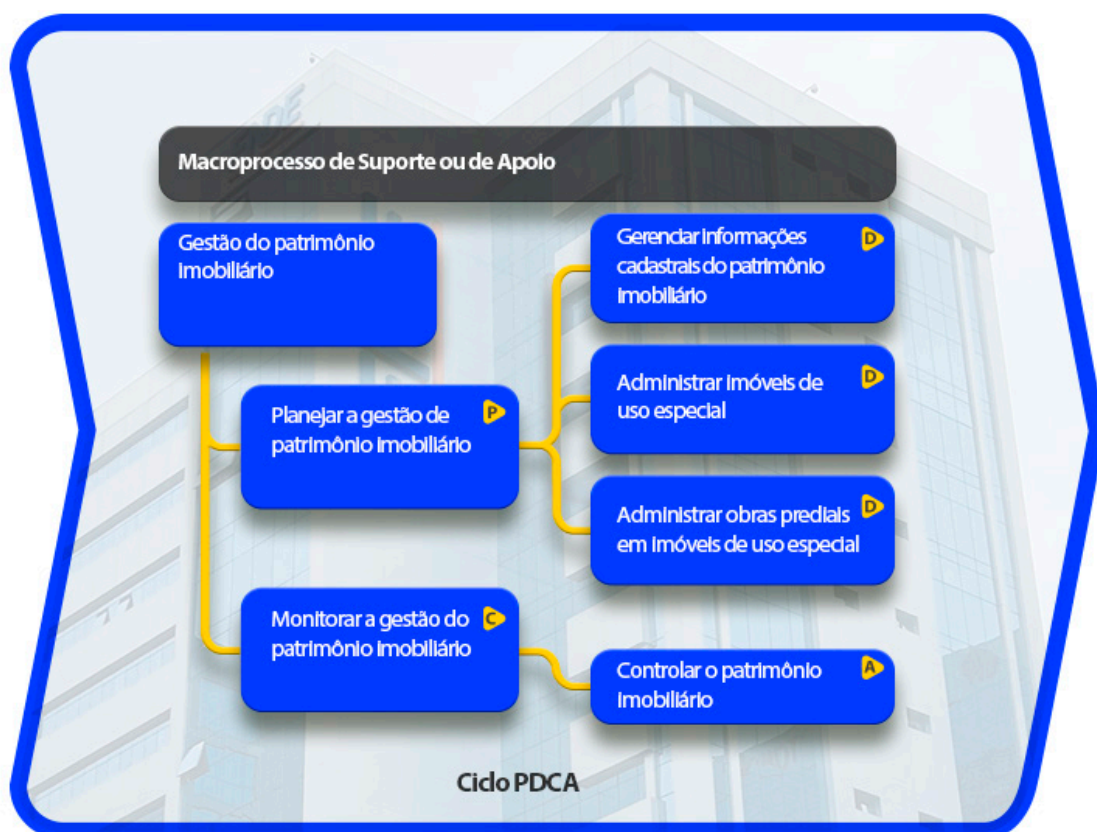 Macroprocesso de Suporte ou de Apoio
Gestão do patrimônio
imobiliário
Planejar a gestão de
patrimônio imobiliário
P
Gerenciar informações
cadastrais do patrimônio
imobiliário
D
Administrar imóveis de
uso especial
D
Administrar obras prediais
em imóveis de uso especial
D
Monitorar a gestão do
patrimônio imobiliário
C
Controlar o patrimônio
imobiliário
A
Ciclo PDCA